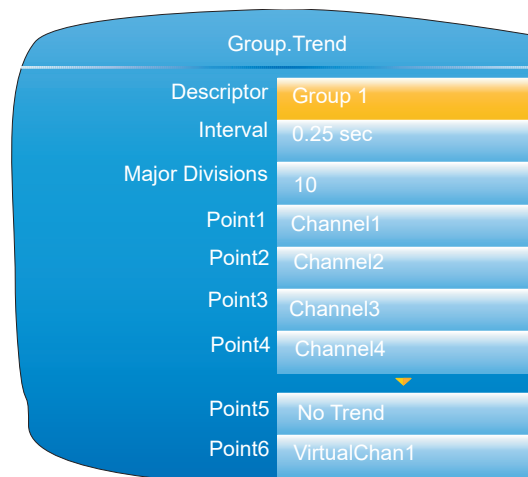 Group.Trend
Descriptor Group 1
Interval 0.25 sec
Major Divisions 10
Point1 Channel1
Point2 Channel2
Point3 Channel3
Point4 Channel4
Point5 No Trend
Point6 VirtualChan1